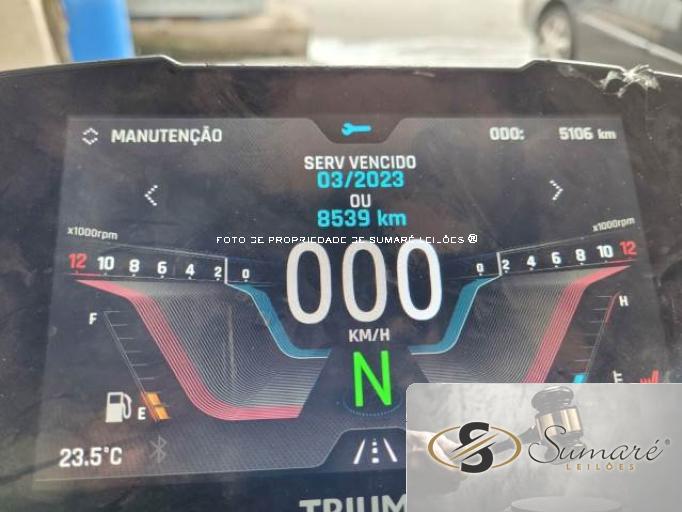 MANUTENÇÃO
ODO: 5106 km
SERV VENCIDO
03/2023
OU
8539 km
x1000rpm
x1000rpm
FOTO DE PROPRIEDADE DE SUMARÉ LEILÕES ®
12 10 8 6 4 2 0
0 2 4 6 8 10 12
000
KM/H
F
H
N
E
23.5°C
S Sumaré®
LEILÕES
TRIUM